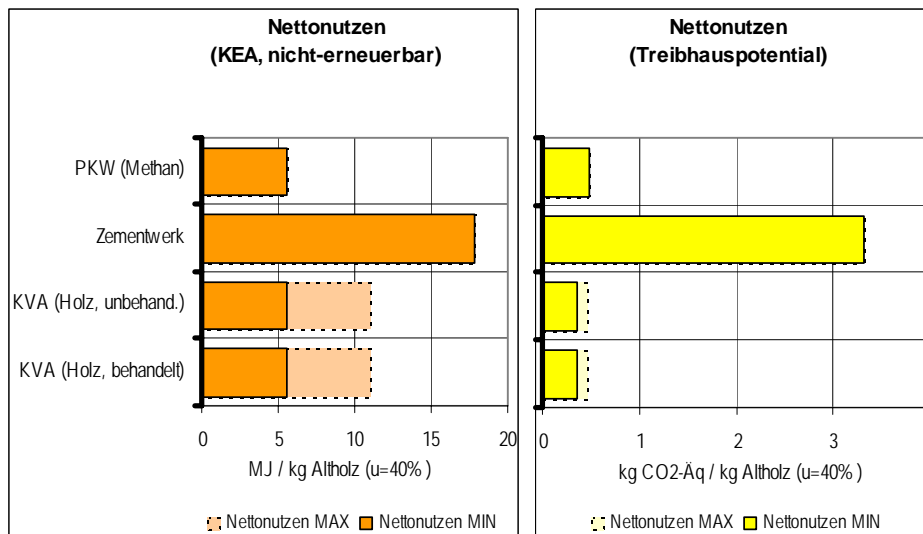 Nettonutzen
(KEA, nicht-erneuerbar)
PKW (Methan)
Zementwerk
KVA (Holz, unbehand.)
KVA (Holz, behandelt)
0 5 10 15 20
MJ / kg Altholz (u=40%)
Nettonutzen MAX Nettonutzen MIN
Nettonutzen
(Treibhauspotential)
0 1 2 3
kg CO2-Äq / kg Altholz (u=40%)
Nettonutzen MAX Nettonutzen MIN